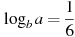 log_b a = 1/6